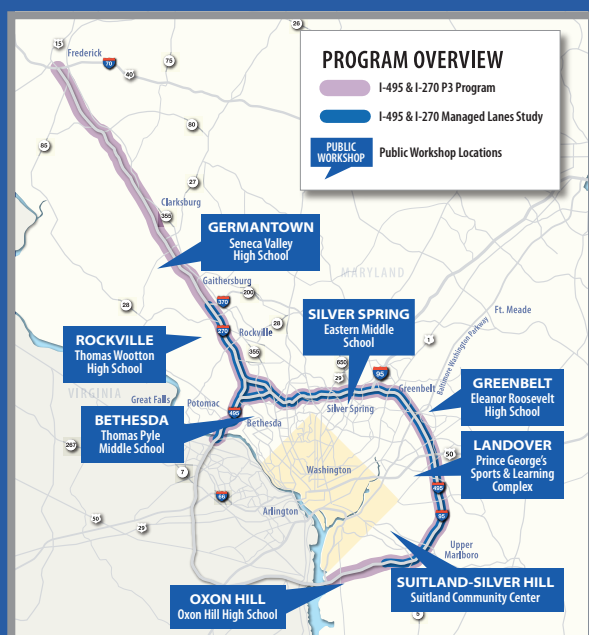 PROGRAM OVERVIEW
I-495 & I-270 P3 Program
I-495 & I-270 Managed Lanes Study
PUBLIC
WORKSHOP
Public Workshop Locations
15
Frederick
70
40
75
26
85
80
27
Clarksburg
355
GERMANTOWN
Seneca Valley
High School
MARYLAND
Gaithersburg
200
28
370
270
Rockville
28
355
Ft. Meade
Baltimore Washington Parkway
1
SILVER SPRING
Eastern Middle
School
ROCKVILLE
Thomas Wootton
High School
650
29
95
Greenbelt
VIRGINIA
Great Falls
Potomac
Silver Spring
GREENBELT
Eleanor Roosevelt
High School
495
Bethesda
BETHESDA
Thomas Pyle
Middle School
267
7
LANDOVER
Prince George's
Sports & Learning
Complex
50
Washington
495
66
Arlington
95
50
29
Upper
Marlboro
SUITLAND-SILVER HILL
Suitland Community Center
OXON HILL
Oxon Hill High School
5